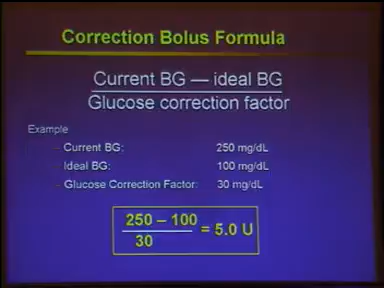 Correction Bolus Formula
Current BG — ideal BG
Glucose correction factor
Example
– Current BG: 250 mg/dL
– Ideal BG: 100 mg/dL
– Glucose Correction Factor: 30 mg/dL
250 – 100
30
= 5.0 U